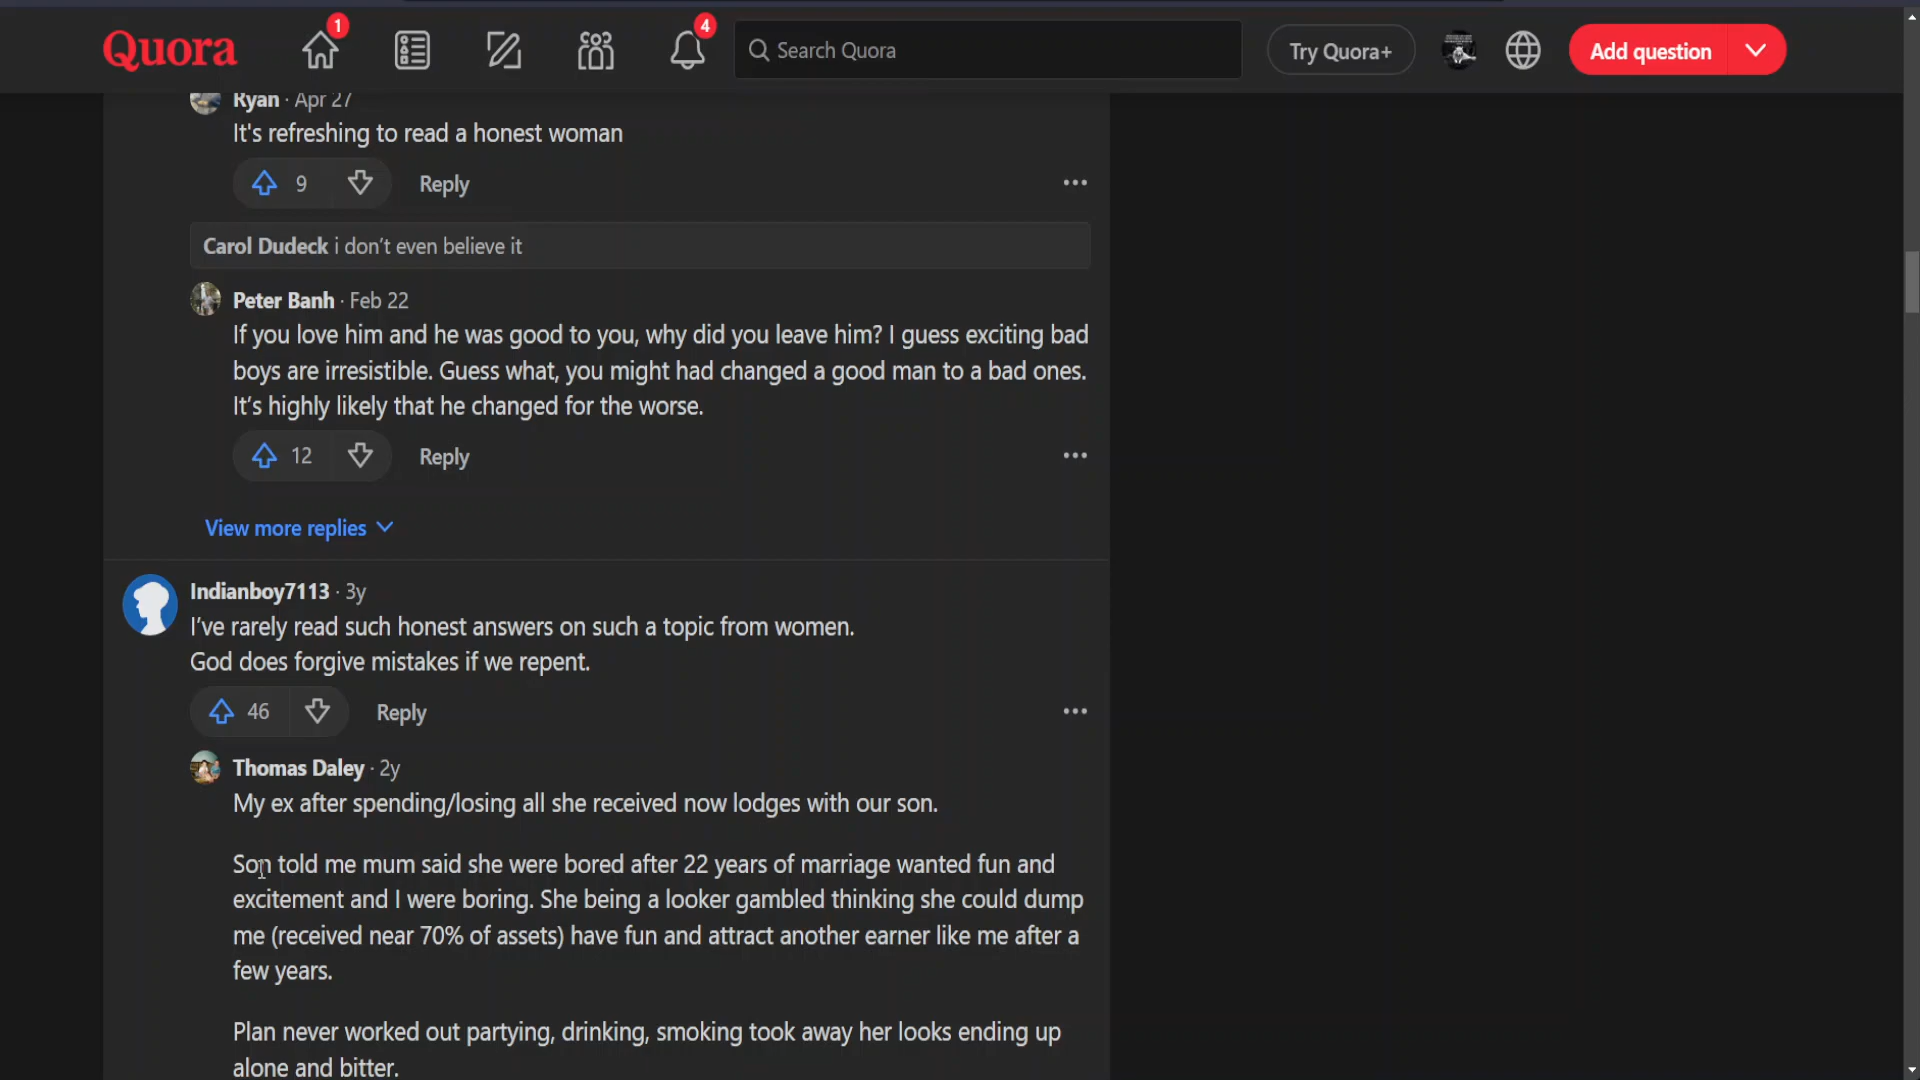 Quora
1
4
Search Quora
Try Quora+
Add question
Ryan · Apr 27
It's refreshing to read a honest woman
9
Reply
Carol Dudeck i don’t even believe it
Peter Banh · Feb 22
If you love him and he was good to you, why did you leave him? I guess exciting bad
boys are irresistible. Guess what, you might had changed a good man to a bad ones.
It’s highly likely that he changed for the worse.
12
Reply
View more replies
Indianboy7113 · 3y
I’ve rarely read such honest answers on such a topic from women.
God does forgive mistakes if we repent.
46
Reply
Thomas Daley · 2y
My ex after spending/losing all she received now lodges with our son.
Son told me mum said she were bored after 22 years of marriage wanted fun and
excitement and I were boring. She being a looker gambled thinking she could dump
me (received near 70% of assets) have fun and attract another earner like me after a
few years.
Plan never worked out partying, drinking, smoking took away her looks ending up
alone and bitter.